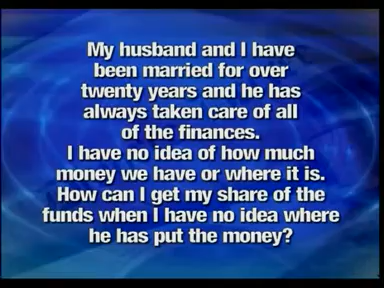 My husband and I have
been married for over
twenty years and he has
always taken care of all
of the finances.
I have no idea of how much
money we have or where it is.
How can I get my share of the
funds when I have no idea where
he has put the money?